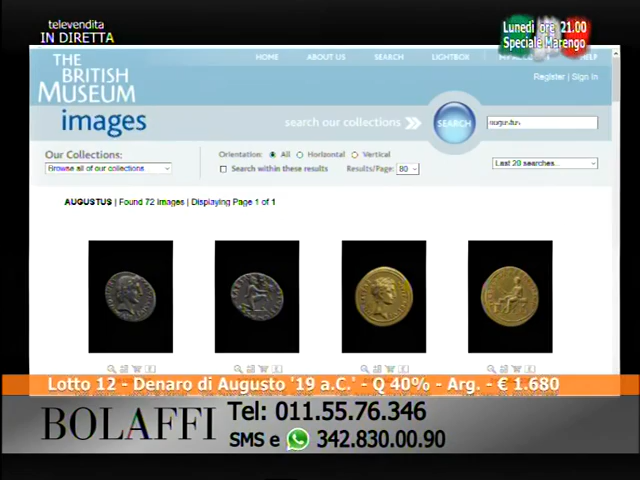 televendita
IN DIRETTA
Lunedì ore 21.00
Speciale Marengo
THE
BRITISH
MUSEUM
images
HOME
ABOUT US
SEARCH
LIGHTBOX
HELP
Register | Sign In
search our collections
SEARCH
augustus
Our Collections:
Browse all of our collections
Orientation: All Horizontal Vertical
Search within these results
Results/Page: 80
Last 20 searches...
AUGUSTUS | Found 72 Images | Displaying Page 1 of 1
Lotto 12 - Denaro di Augusto '19 a.C.' - Q 40% - Arg. - € 1.680
BOLAFFI
Tel: 011.55.76.346
SMS e 342.830.00.90